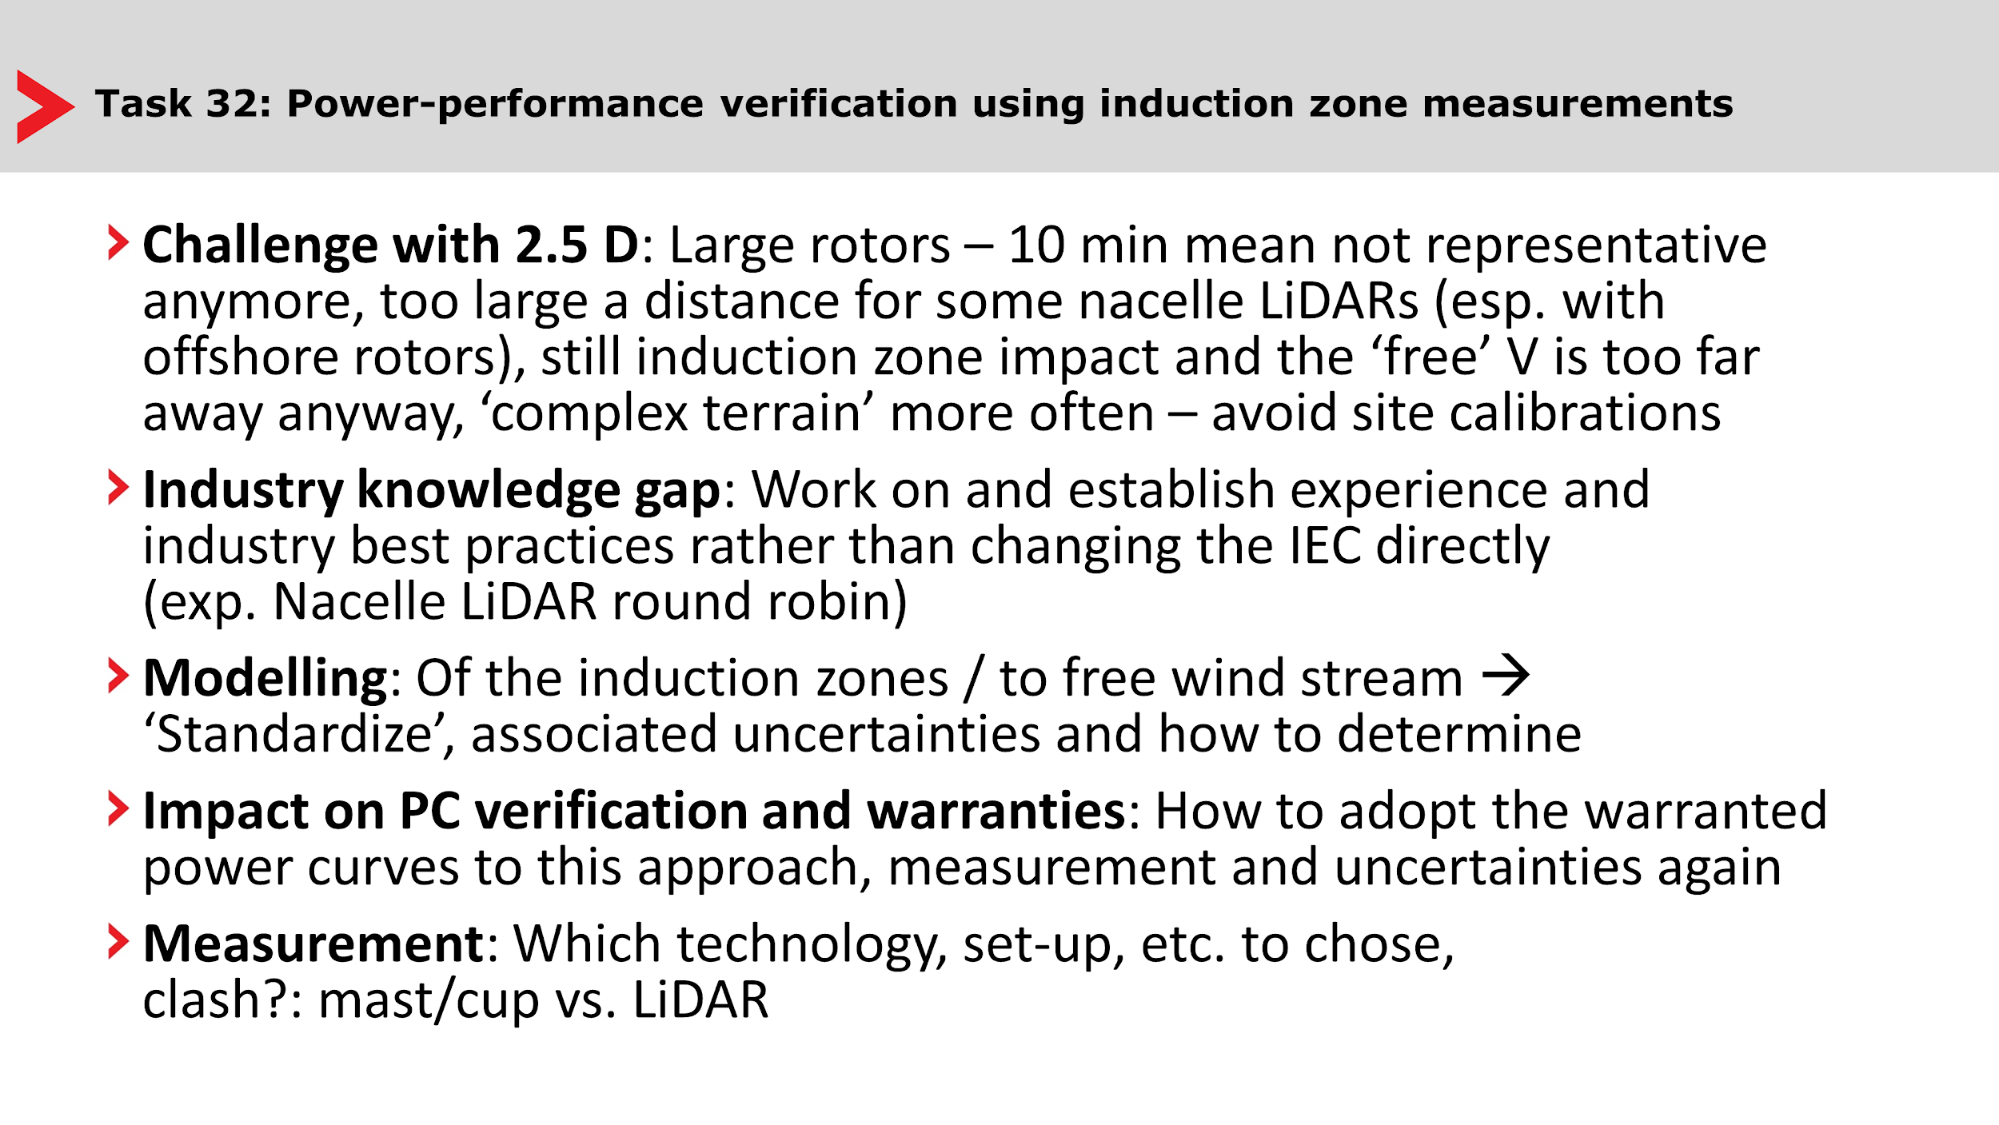 Task 32: Power-performance verification using induction zone measurements
Challenge with 2.5 D: Large rotors – 10 min mean not representative
anymore, too large a distance for some nacelle LiDARs (esp. with
offshore rotors), still induction zone impact and the ‘free’ V is too far
away anyway, ‘complex terrain’ more often – avoid site calibrations
Industry knowledge gap: Work on and establish experience and
industry best practices rather than changing the IEC directly
(exp. Nacelle LiDAR round robin)
Modelling: Of the induction zones / to free wind stream →
‘Standardize’, associated uncertainties and how to determine
Impact on PC verification and warranties: How to adopt the warranted
power curves to this approach, measurement and uncertainties again
Measurement: Which technology, set-up, etc. to chose,
clash?: mast/cup vs. LiDAR